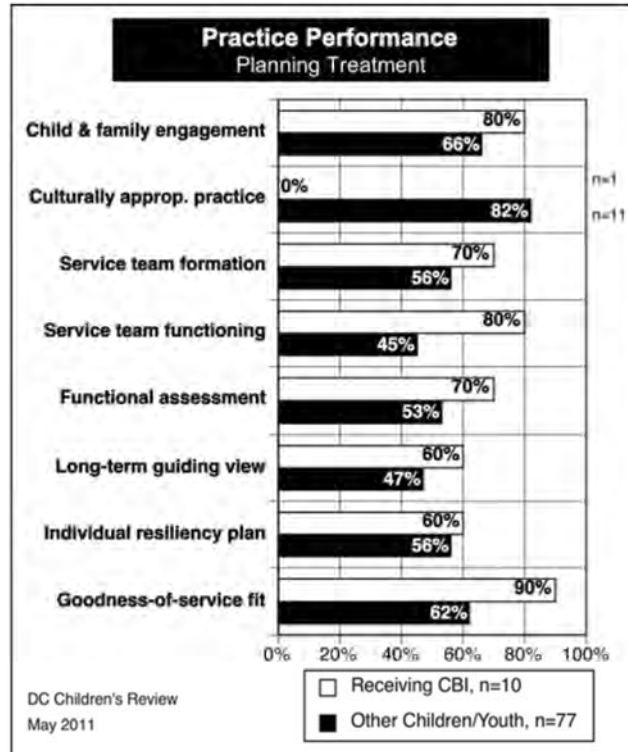 Practice Performance
Planning Treatment
Child & family engagement
80%
66%
Culturally approp. practice
0%
n=1
82%
n=11
Service team formation
70%
56%
Service team functioning
80%
45%
Functional assessment
70%
53%
Long-term guiding view
60%
47%
Individual resiliency plan
60%
56%
Goodness-of-service fit
90%
62%
0% 20% 40% 60% 80% 100%
DC Children's Review
May 2011
Receiving CBI, n=10
Other Children/Youth, n=77